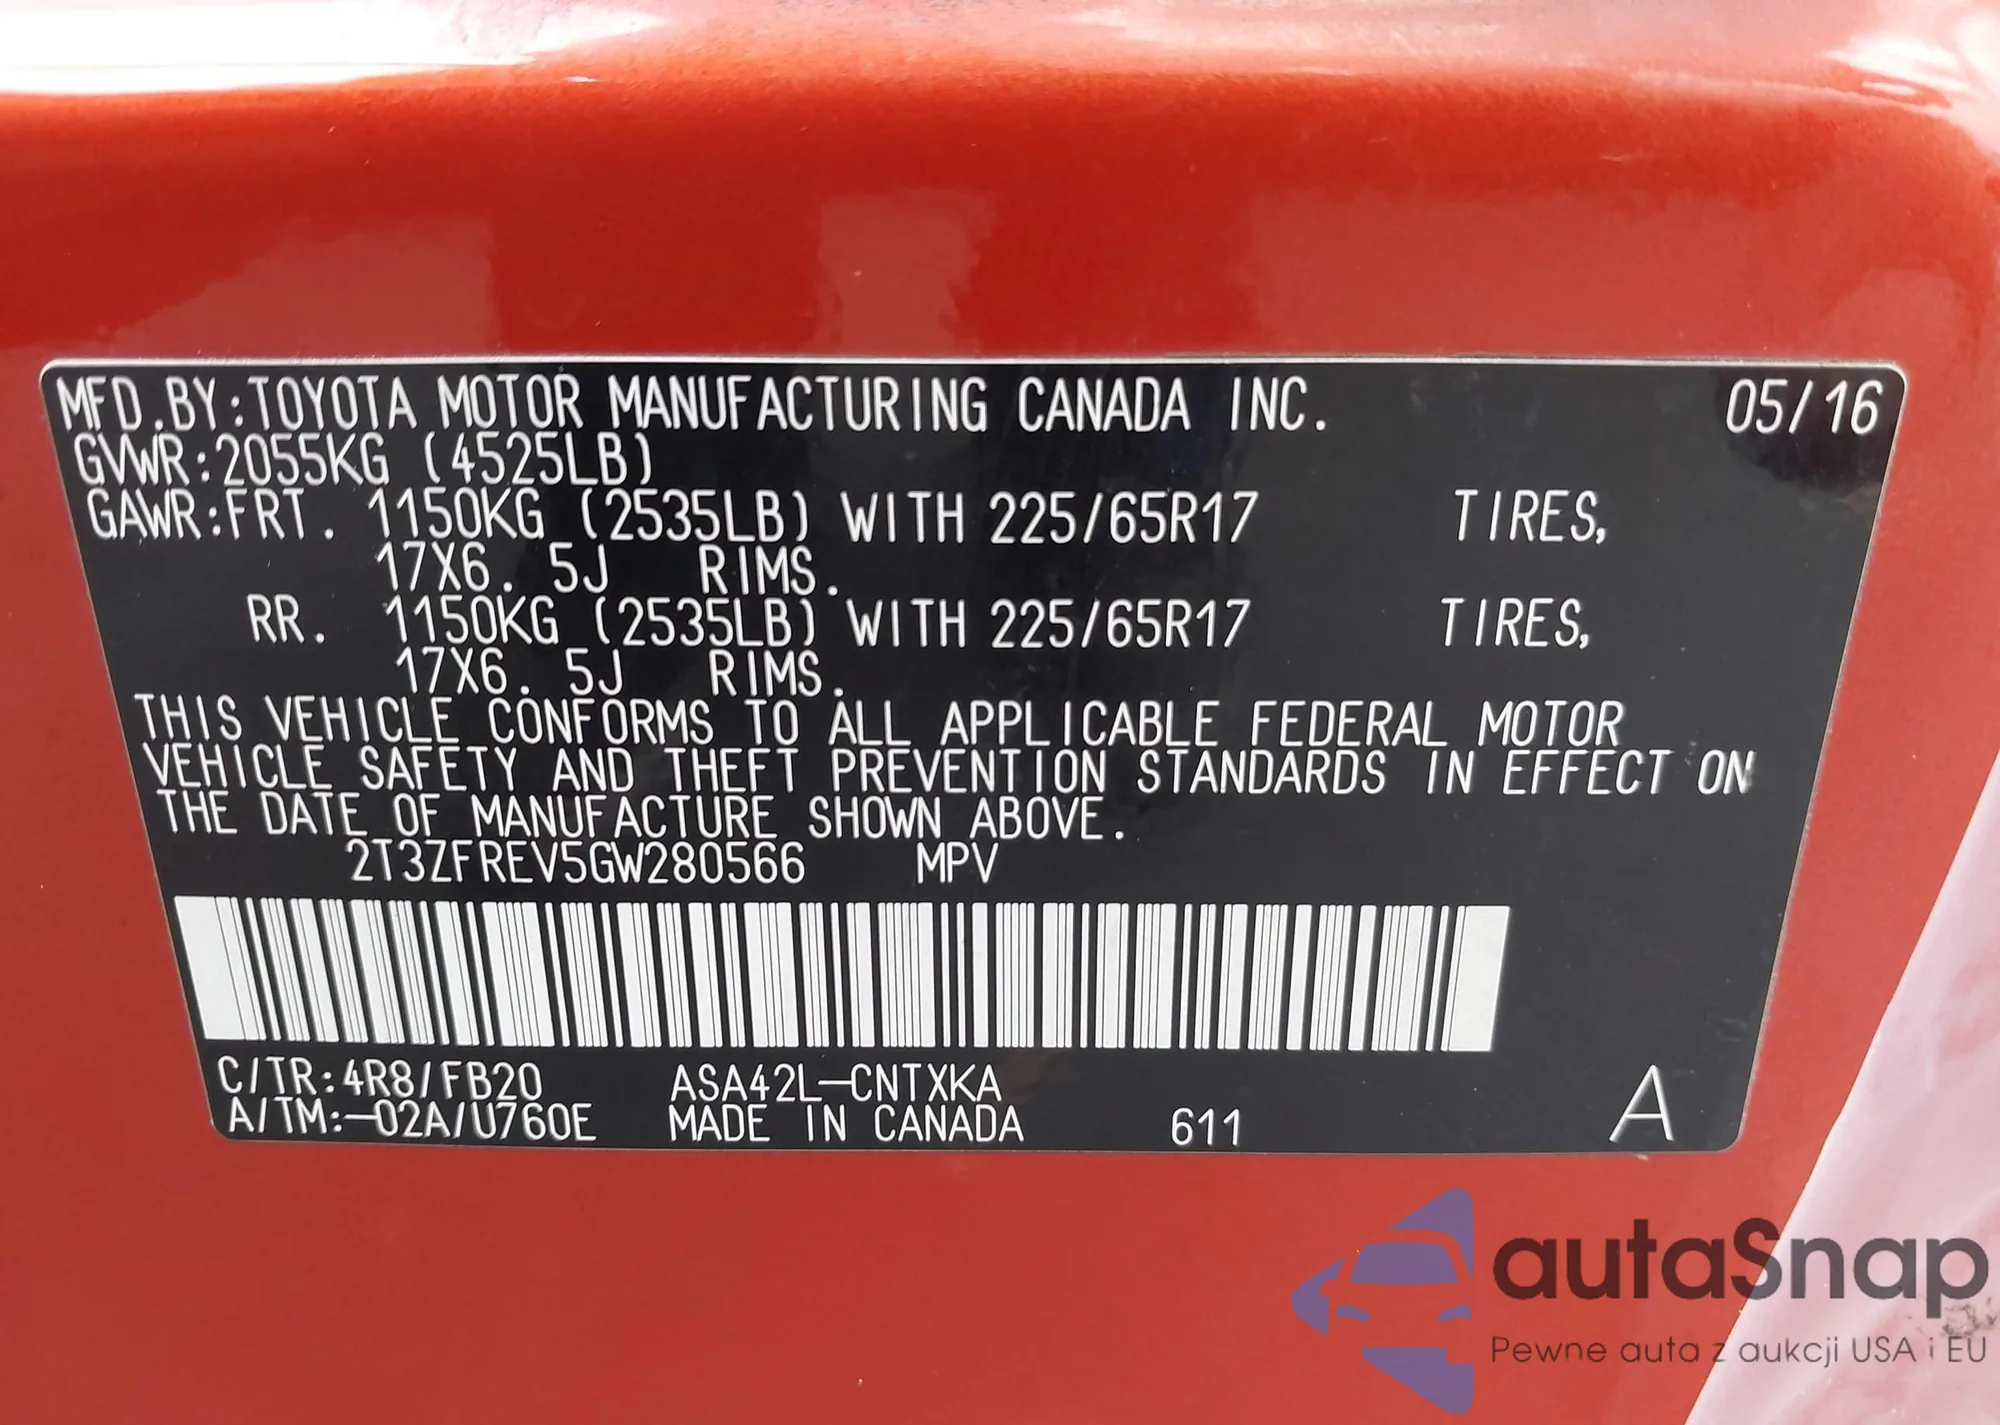 MFD.BY:TOYOTA MOTOR MANUFACTURING CANADA INC. 05/16
GVWR:2055KG (4525LB)
GAWR:FRT. 1150KG (2535LB) WITH 225/65R17 TIRES,
17X6. 5J RIMS.
RR. 1150KG (2535LB) WITH 225/65R17 TIRES,
17X6. 5J RIMS.
THIS VEHICLE CONFORMS TO ALL APPLICABLE FEDERAL MOTOR
VEHICLE SAFETY AND THEFT PREVENTION STANDARDS IN EFFECT ON
THE DATE OF MANUFACTURE SHOWN ABOVE.
2T3ZFREV5GW280566 MPV
C/TR:4R8/FB20 ASA42L-CNTXKA
A/TM:-02A/U760E MADE IN CANADA 611 A
autaSnap
Pewne auta z aukcji USA i EU